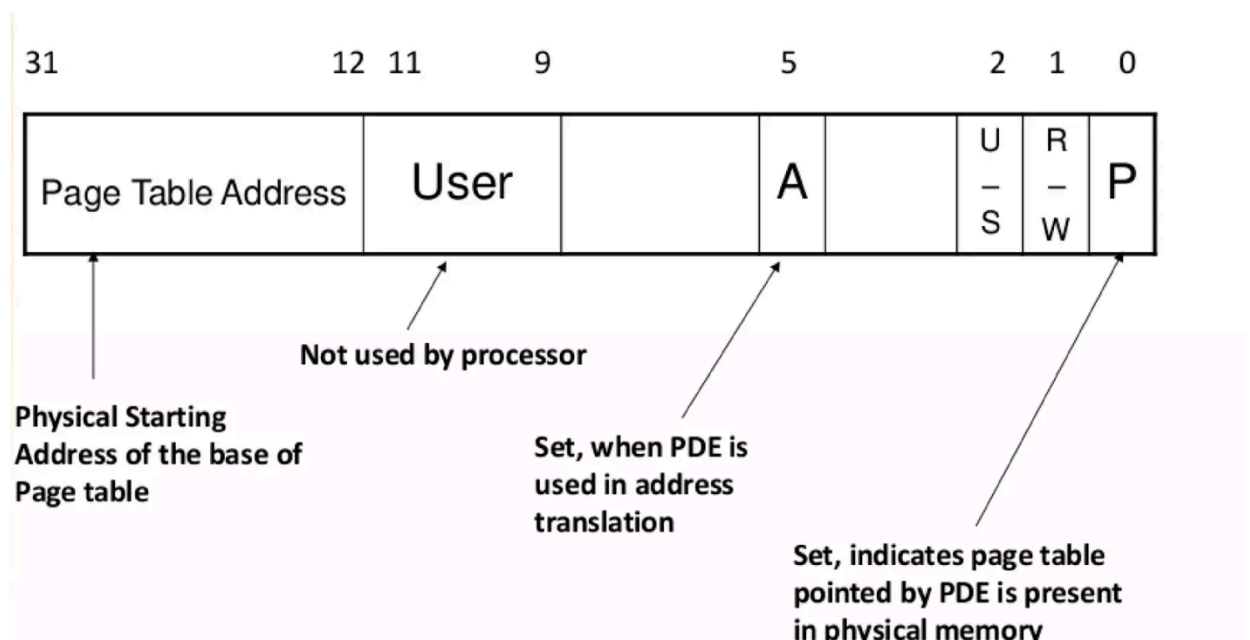 31 12 11 9 5 2 1 0
Page Table Address User A U – S R – W P
Not used by processor
Physical Starting
Address of the base of
Page table
Set, when PDE is
used in address
translation
Set, indicates page table
pointed by PDE is present
in physical memory